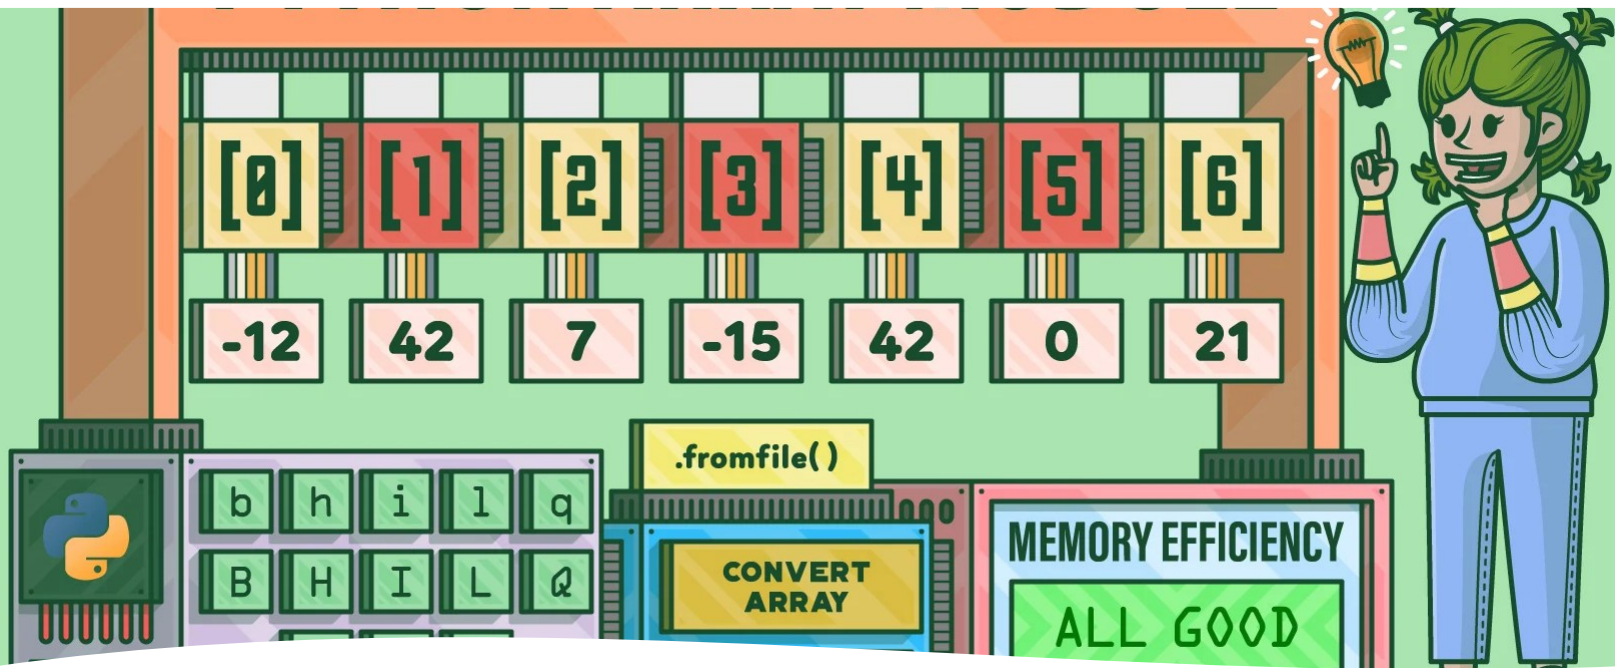 [0] [1] [2] [3] [4] [5] [6]
-12 42 7 -15 42 0 21
.fromfile()
b h i l q
B H I L Q
CONVERT
ARRAY
MEMORY EFFICIENCY
ALL GOOD